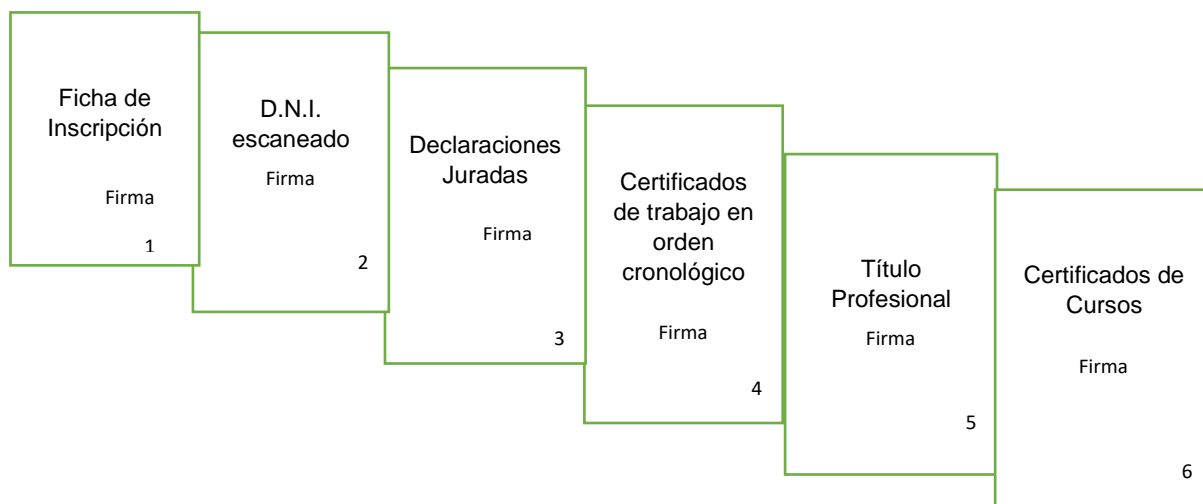 Ficha de
Inscripción
Firma
1
D.N.I.
escaneado
Firma
2
Declaraciones
Juradas
Firma
3
Certificados
de trabajo en
orden
cronológico
Firma
4
Título
Profesional
Firma
5
Certificados de
Cursos
Firma
6